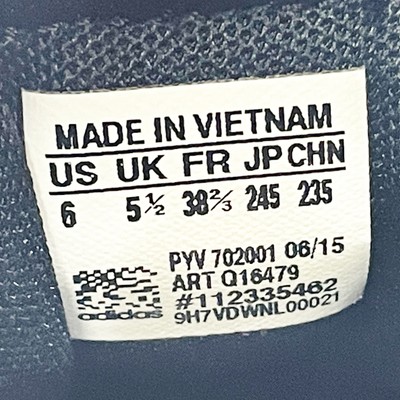 MADE IN VIETNAM
US UK FR JP CHN
6 5½ 38⅔ 245 235
PYV 702001 06/15
ART Q16479
#112335462
9H7VDWNL00021
adidas